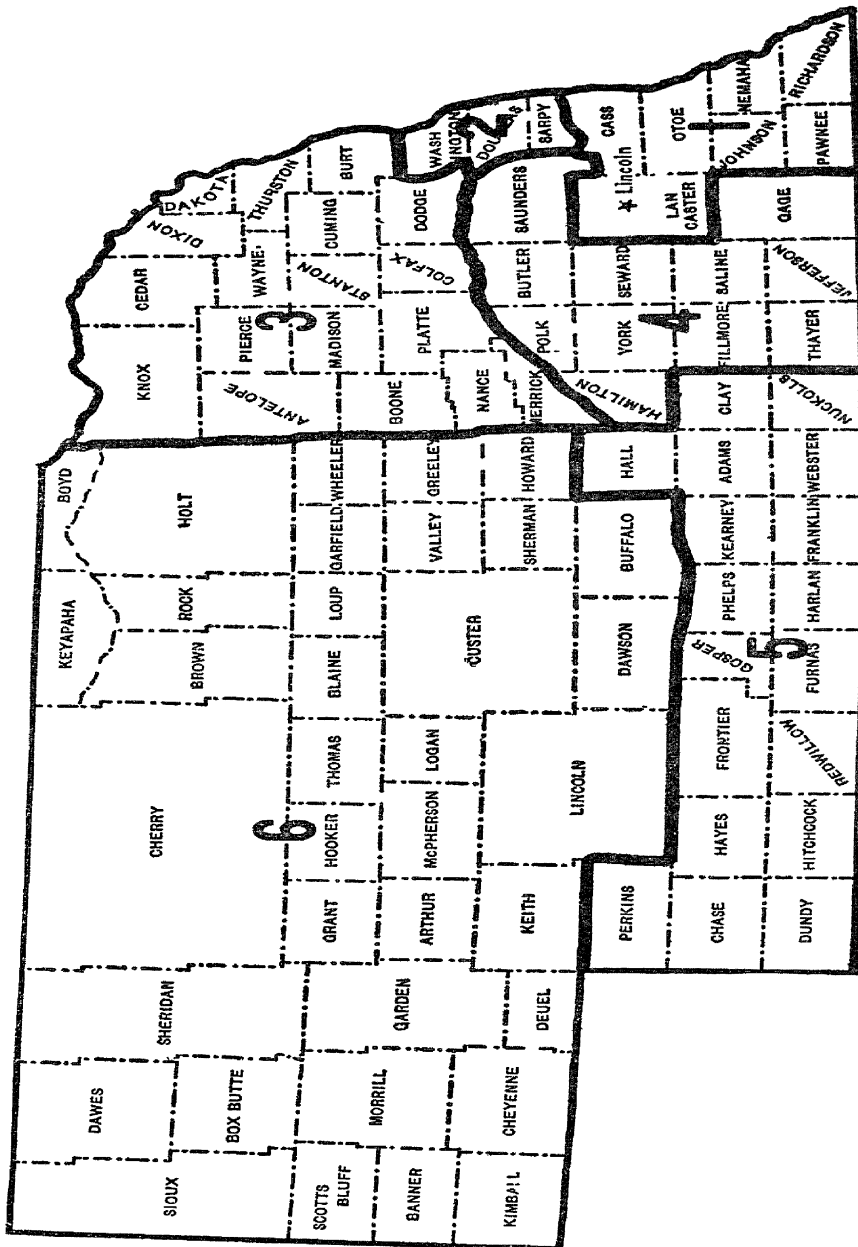 SIOUX
DAWES
SHERIDAN
CHERRY
KEYAPAHA
BOYD
BOX BUTTE
BROWN
ROCK
HOLT
KNOX
CEDAR
DIXON
DAKOTA
ANTELOPE
PIERCE
WAYNE
THURSTON
SCOTTS
BLUFF
MORRILL
GARDEN
GRANT
HOOKER
THOMAS
BLAINE
LOUP
GARFIELD
WHEELER
MADISON
STANTON
CUMING
BURT
6
3
BANNER
ARTHUR
McPHERSON
LOGAN
CUSTER
VALLEY
GREELEY
BOONE
PLATTE
COLFAX
DODGE
WASH
INGTON
KIMBALL
CHEYENNE
DEUEL
KEITH
LINCOLN
SHERMAN
HOWARD
NANCE
MERRICK
POLK
BUTLER
SAUNDERS
DOUGLAS
2
SARPY
PERKINS
DAWSON
BUFFALO
HALL
HAMILTON
YORK
SEWARD
Lincoln
LAN
CASTER
CASS
CHASE
HAYES
FRONTIER
GOSPER
PHELPS
KEARNEY
ADAMS
CLAY
FILLMORE
4
SALINE
OTOE
1
DUNDY
HITCHCOCK
REDWILLOW
FURNAS
5
HARLAN
FRANKLIN
WEBSTER
NUCKOLLS
THAYER
JEFFERSON
GAGE
JOHNSON
NEMAHA
PAWNEE
RICHARDSON